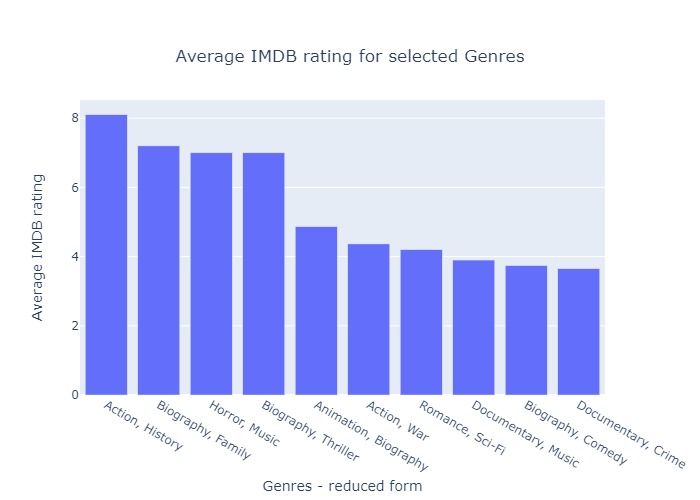 Average IMDB rating for selected Genres
Average IMDB rating
8
6
4
2
0
Action, History
Biography, Family
Horror, Music
Biography, Thriller
Animation, Biography
Action, War
Romance, Sci-Fi
Documentary, Music
Biography, Comedy
Documentary, Crime
Genres - reduced form